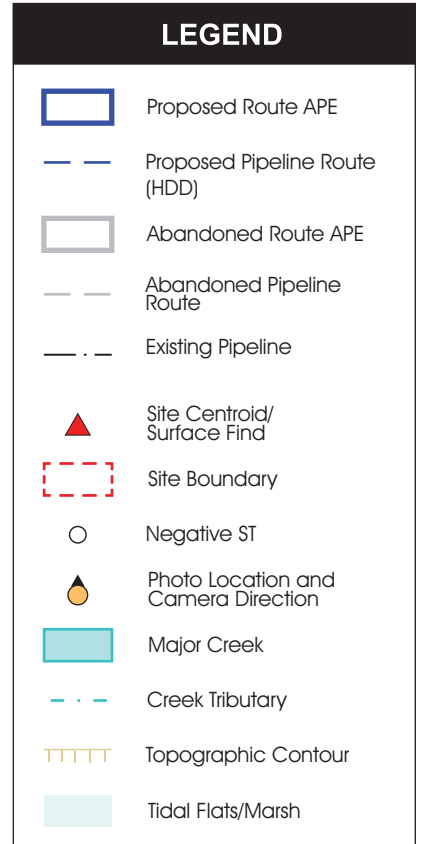 LEGEND
Proposed Route APE
Proposed Pipeline Route
(HDD)
Abandoned Route APE
Abandoned Pipeline
Route
Existing Pipeline
Site Centroid/
Surface Find
Site Boundary
Negative ST
Photo Location and
Camera Direction
Major Creek
Creek Tributary
Topographic Contour
Tidal Flats/Marsh